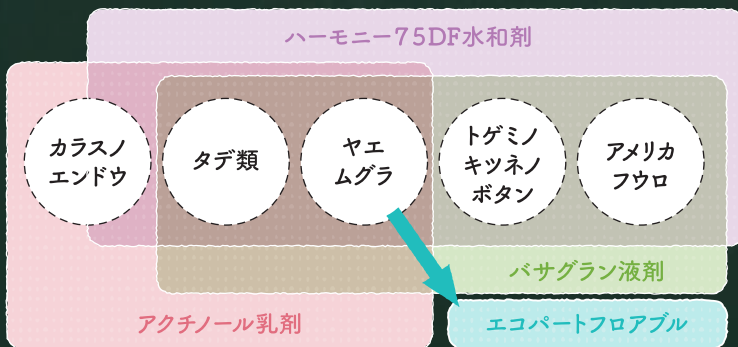 ハーモニー75DF水和剤
カラスノ
エンドウ
タデ類
ヤエ
ムグラ
トゲミノ
キツネノ
ボタン
アメリカ
フウロ
バサグラン液剤
アクチノール乳剤
エコパートフロアブル